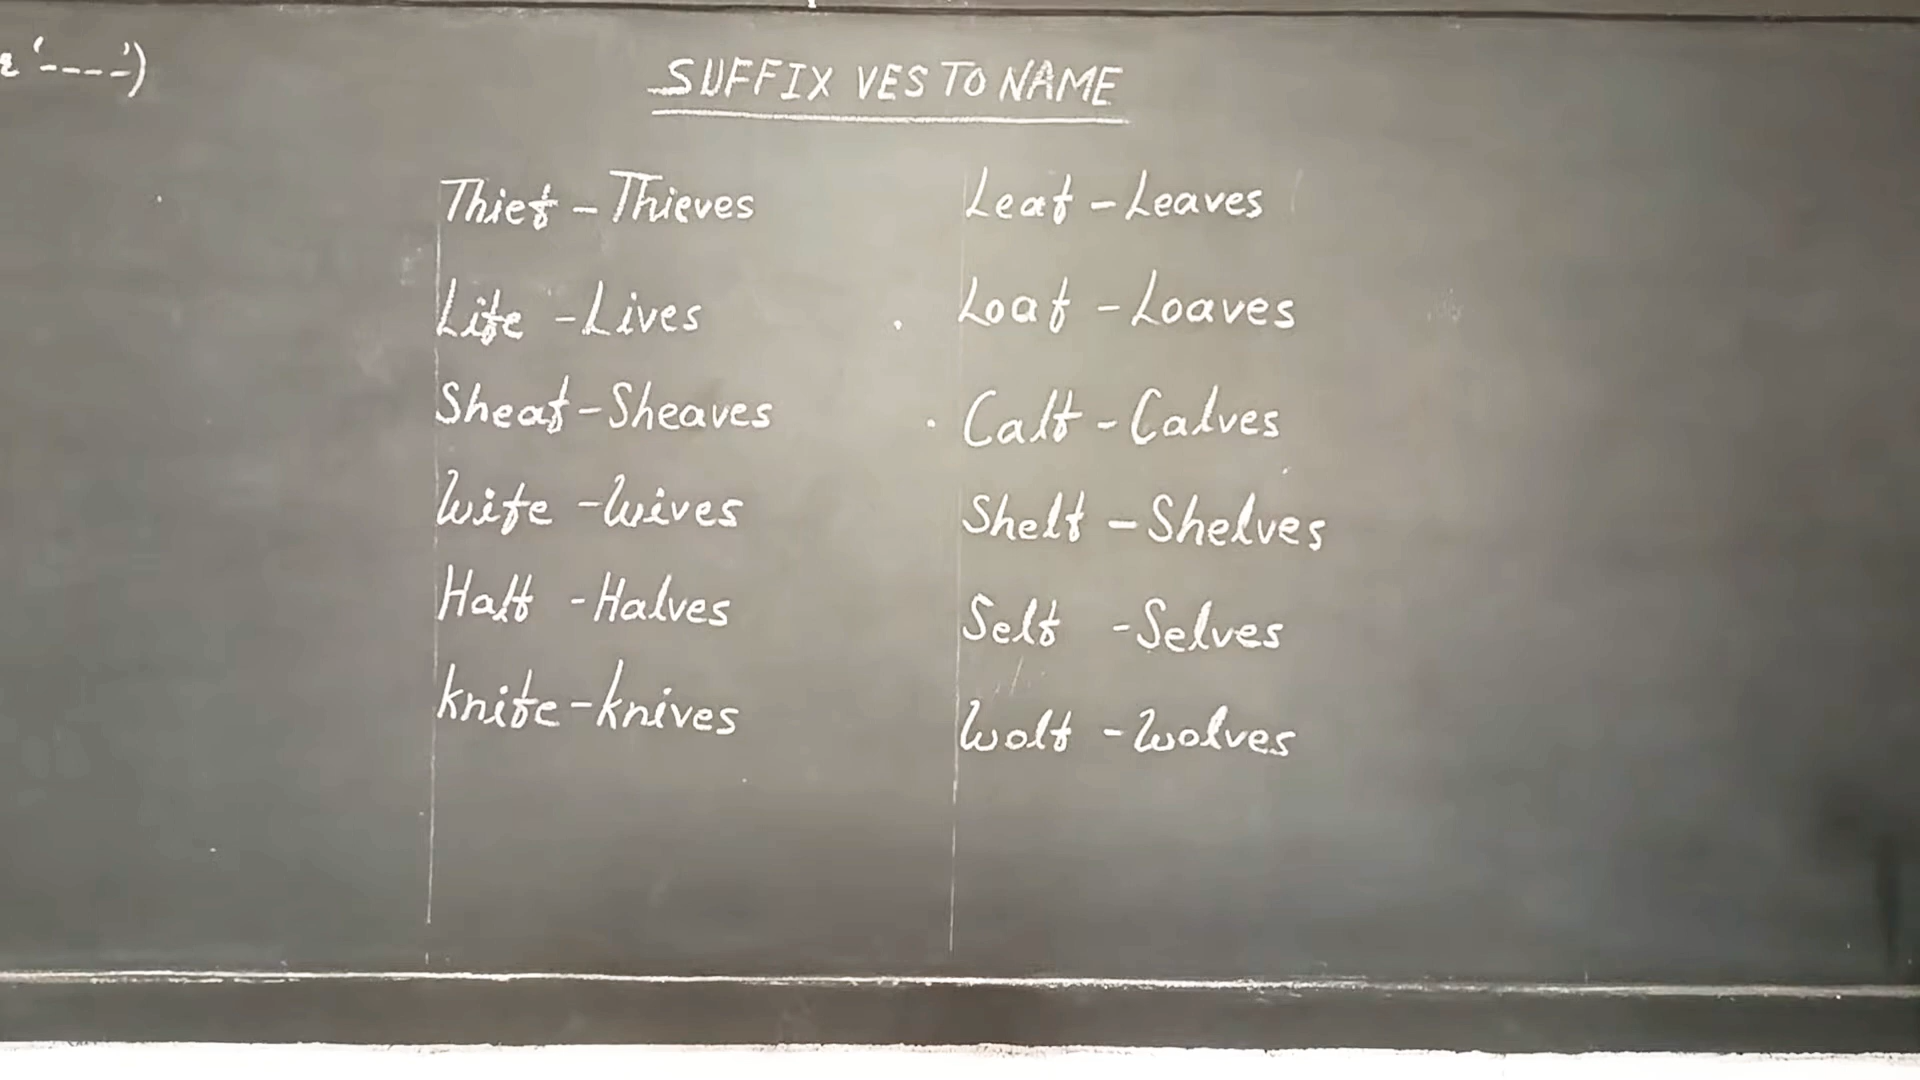 SUFFIX VES TO NAME
Thief - Thieves
Life - Lives
Sheaf - Sheaves
Wife - Wives
Half - Halves
knife - knives
Leaf - Leaves
Loaf - Loaves
Calf - Calves
Shelf - Shelves
Self - Selves
Wolf - Wolves